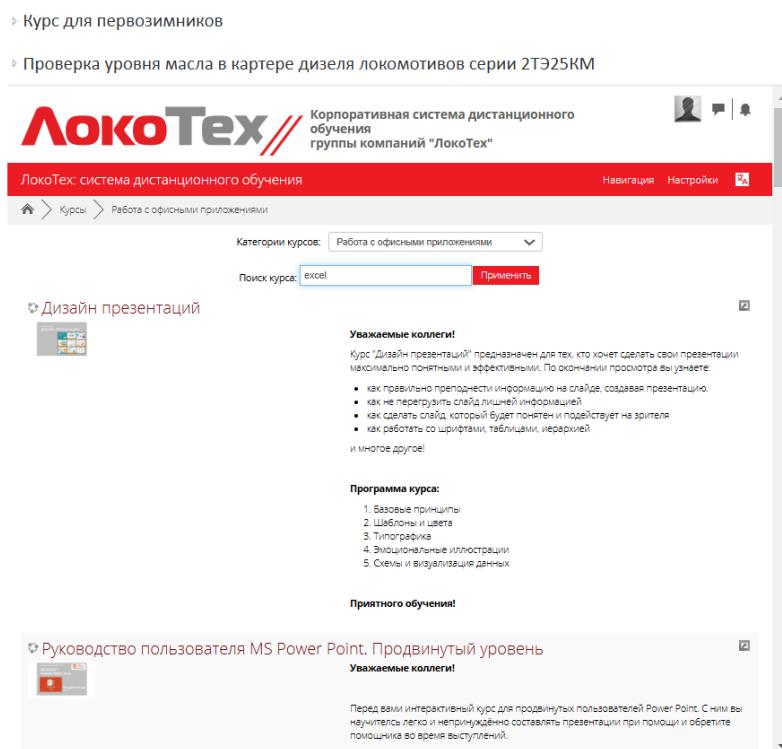 Курс для первозимников
Проверка уровня масла в картере дизеля локомотивов серии 2ТЭ25КМ
ЛокоТех
Корпоративная система дистанционного
обучения
группы компаний "ЛокоТех"
ЛокоТех: система дистанционного обучения
Навигация Настройки
Курсы Работа с офисными приложениями
Категории курсов: Работа с офисными приложениями
Поиск курса: excel Применить
Дизайн презентаций
Уважаемые коллеги!
Курс "Дизайн презентаций" предназначен для тех, кто хочет сделать свои презентации
максимально понятными и эффективными. По окончании просмотра вы узнаете:
• как правильно преподнести информацию на слайде, создавая презентацию.
• как не перегрузить слайд лишней информацией
• как сделать слайд, который будет понятен и подействует на зрителя
• как работать со шрифтами, таблицами, иерархией
и многое другое!
Программа курса:
1. Базовые принципы
2. Шаблоны и цвета
3. Типографика
4. Эмоциональные иллюстрации
5. Схемы и визуализация данных
Приятного обучения!
Руководство пользователя MS Power Point. Продвинутый уровень
Уважаемые коллеги!
Перед вами интерактивный курс для продвинутых пользователей Power Point. С ним вы
научитесь легко и непринуждённо составлять презентации при помощи и обретите
помощника во время выступлений.